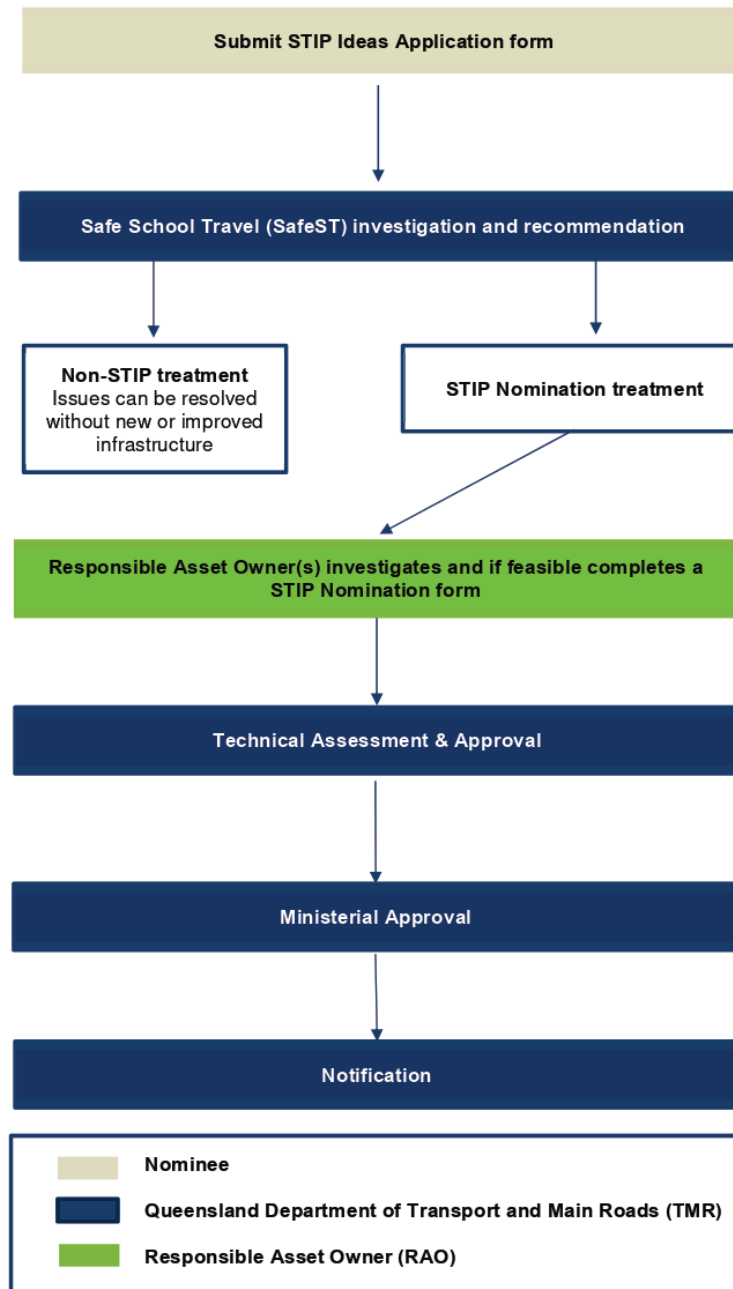 Submit STIP Ideas Application form
Safe School Travel (SafeST) investigation and recommendation
Non-STIP treatment
Issues can be resolved
without new or improved
infrastructure
STIP Nomination treatment
Responsible Asset Owner(s) investigates and if feasible completes a
STIP Nomination form
Technical Assessment & Approval
Ministerial Approval
Notification
Nominee
Queensland Department of Transport and Main Roads (TMR)
Responsible Asset Owner (RAO)